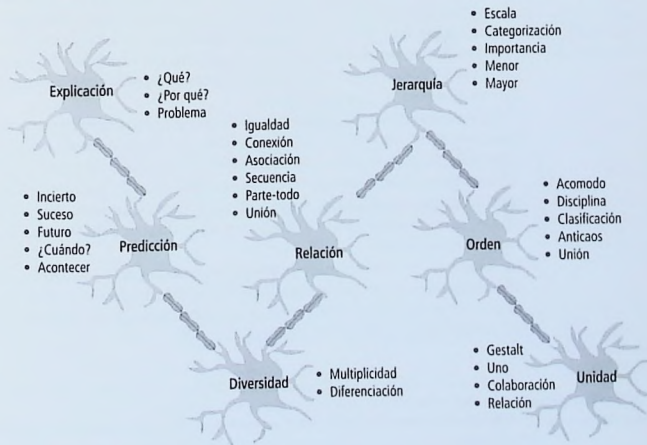 Explicación
• ¿Qué?
• ¿Por qué?
• Problema
Jerarquía
• Escala
• Categorización
• Importancia
• Menor
• Mayor
• Incierto
• Suceso
• Futuro
• ¿Cuándo?
• Acontecer
Predicción
• Igualdad
• Conexión
• Asociación
• Secuencia
• Parte-todo
• Unión
Relación
Orden
• Acomodo
• Disciplina
• Clasificación
• Anticaos
• Unión
Diversidad
• Multiplicidad
• Diferenciación
• Gestalt
• Uno
• Colaboración
• Relación
Unidad